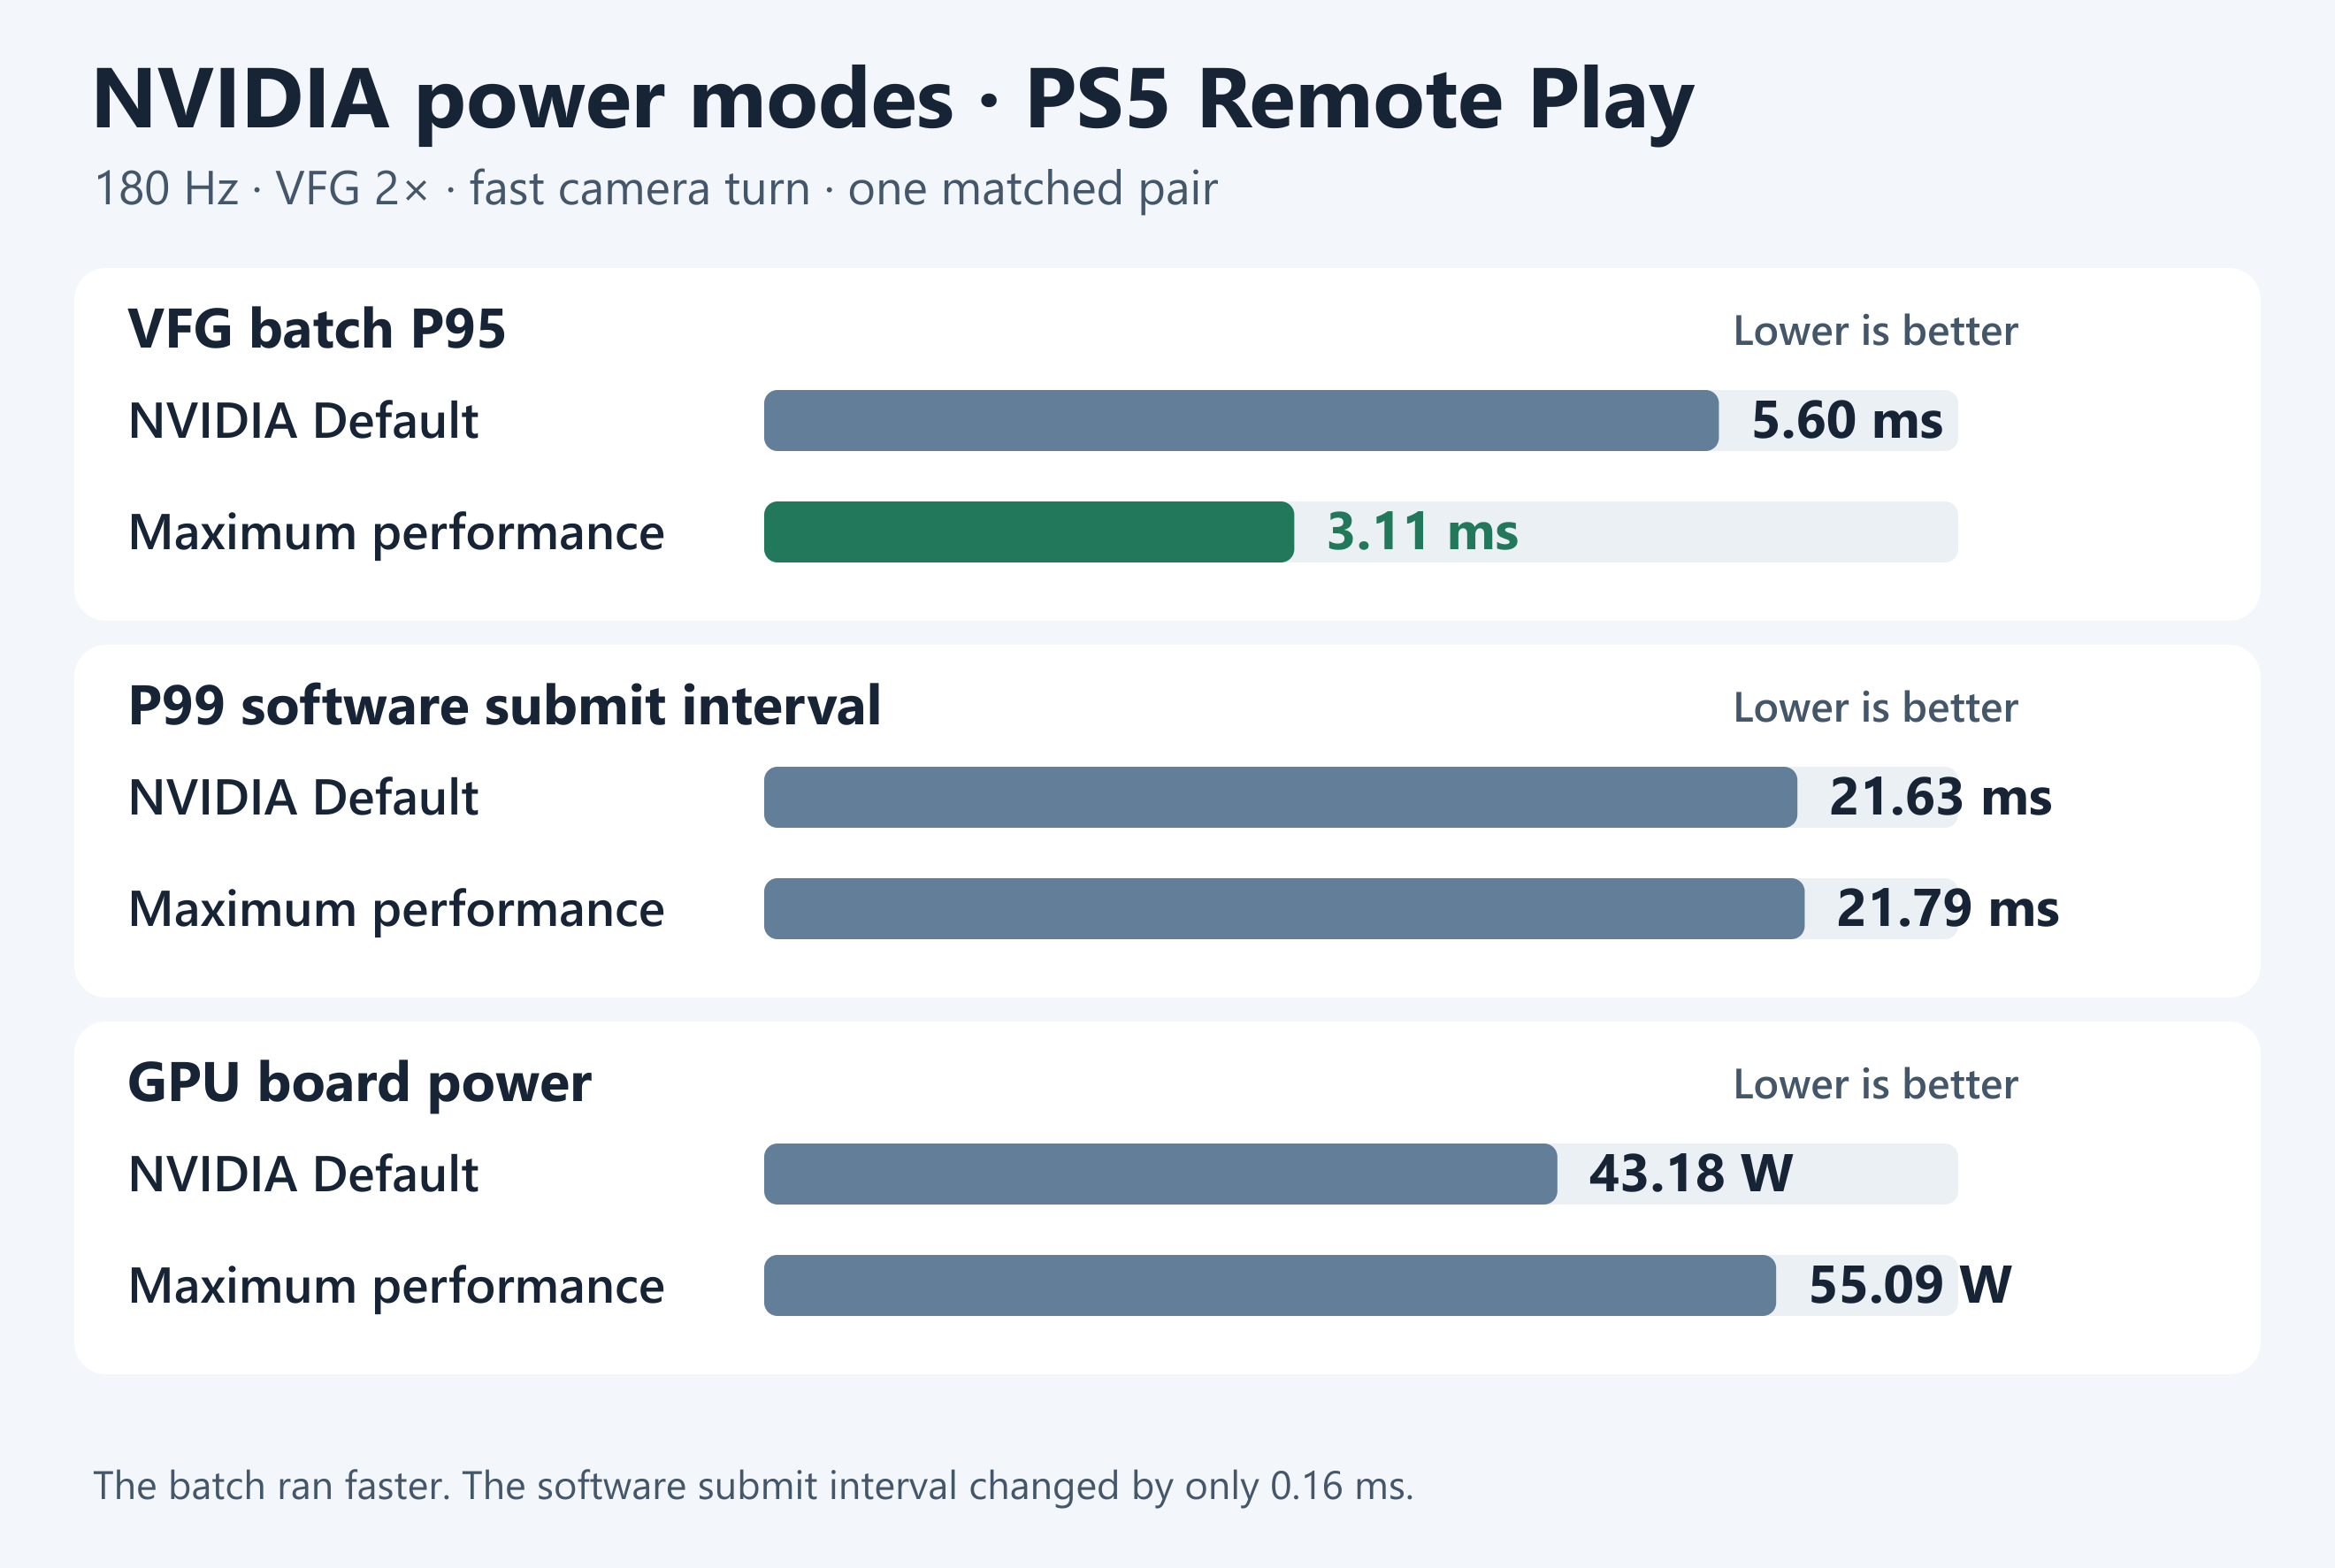 NVIDIA power modes · PS5 Remote Play
180 Hz · VFG 2× · fast camera turn · one matched pair
VFG batch P95
Lower is better
NVIDIA Default
5.60 ms
Maximum performance
3.11 ms
P99 software submit interval
Lower is better
NVIDIA Default
21.63 ms
Maximum performance
21.79 ms
GPU board power
Lower is better
NVIDIA Default
43.18 W
Maximum performance
55.09 W
The batch ran faster. The software submit interval changed by only 0.16 ms.